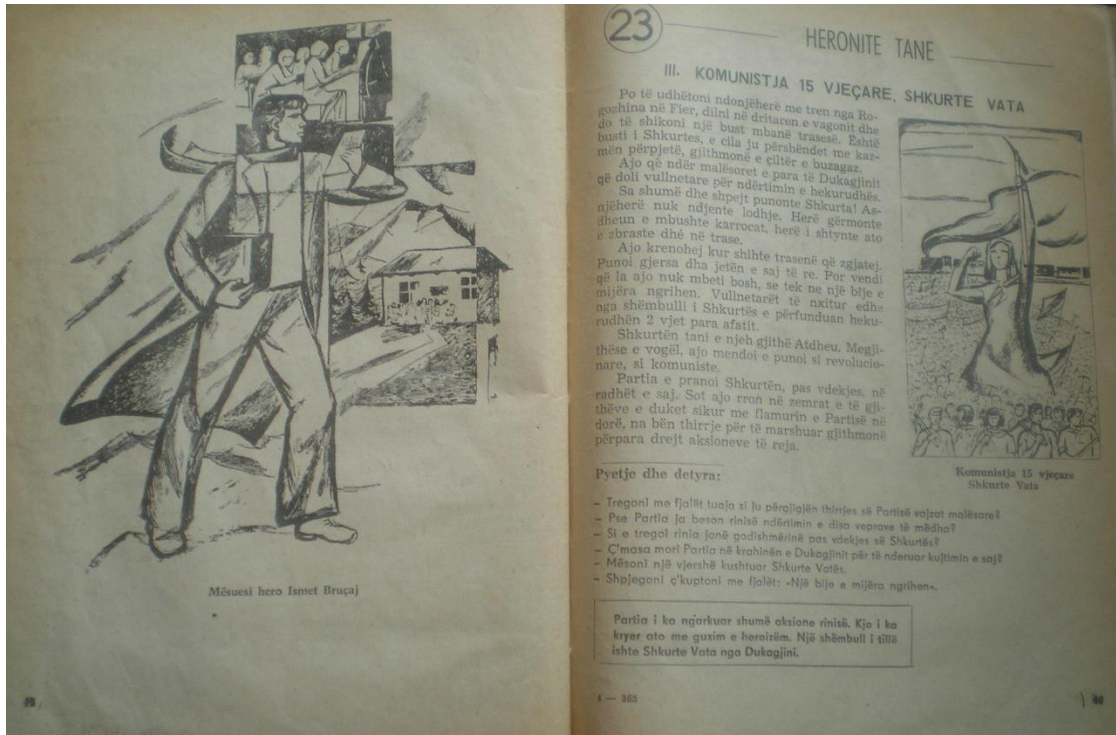 Mësuesi hero Ismet Bruçaj
23
HERONITE TANE
III. KOMUNISTJA 15 VJEÇARE, SHKURTE VATA
Po të udhëtoni ndonjëherë me tren nga Ro-
gozhina në Fier, dilni në dritaren e vagonit dhe
do të shikoni një bust mbanë trasesë. Është
busti i Shkurtes, e cila ju përshëndet me kaz-
mën përpjetë, gjithmonë e çiltër e buzagaz.
Ajo qe ndër malësoret e para të Dukagjinit
që doli vullnetare për ndërtimin e hekurudhës.
Sa shumë dhe shpejt punonte Shkurta! As-
njëherë nuk ndjente lodhje. Herë gërmonte
dheun e mbushte karrocat, herë i shtynte ato
e zbraste dhé në trase.
Ajo krenohej kur shihte trasenë që zgjatej.
Punoi gjersa dha jetën e saj të re. Por vendi
që la ajo nuk mbeti bosh, se tek ne një bije e
mijëra ngrihen. Vullnetarët të nxitur edhe
nga shëmbulli i Shkurtës e përfunduan heku-
rudhën 2 vjet para afatit.
Shkurtën tani e njeh gjithë Atdheu. Megji-
thëse e vogël, ajo mendoi e punoi si revolucio-
nare, si komuniste.
Partia e pranoi Shkurtën, pas vdekjes, në
radhët e saj. Sot ajo rron në zemrat e të gji-
thëve e duket sikur me flamurin e Partisë në
dorë, na bën thirrje për të marshuar gjithmonë
përpara drejt aksioneve të reja.
Komunistja 15 vjeçare
Shkurte Vata
Pyetje dhe detyra:
– Tregoni me fjalët tuaja si ju përgjigjën thirrjes së Partisë vajzat malësore?
– Pse Partia ja beson rinisë ndërtimin e disa veprave të mëdha?
– Si e tregoi rinia jonë gadishmërinë pas vdekjes së Shkurtës?
– Ç'masa mori Partia në krahinën e Dukagjinit për të nderuar kujtimin e saj?
– Mësoni një vjershë kushtuar Shkurte Vatës.
– Shpjegoni ç'kuptoni me fjalët: «Një bije e mijëra ngrihen».
Partia i ka ngarkuar shumë aksione rinisë. Kjo i ka
kryer ato me guxim e heroizëm. Një shëmbull i tillë
ishte Shkurte Vata nga Dukagjini.
4 — 365